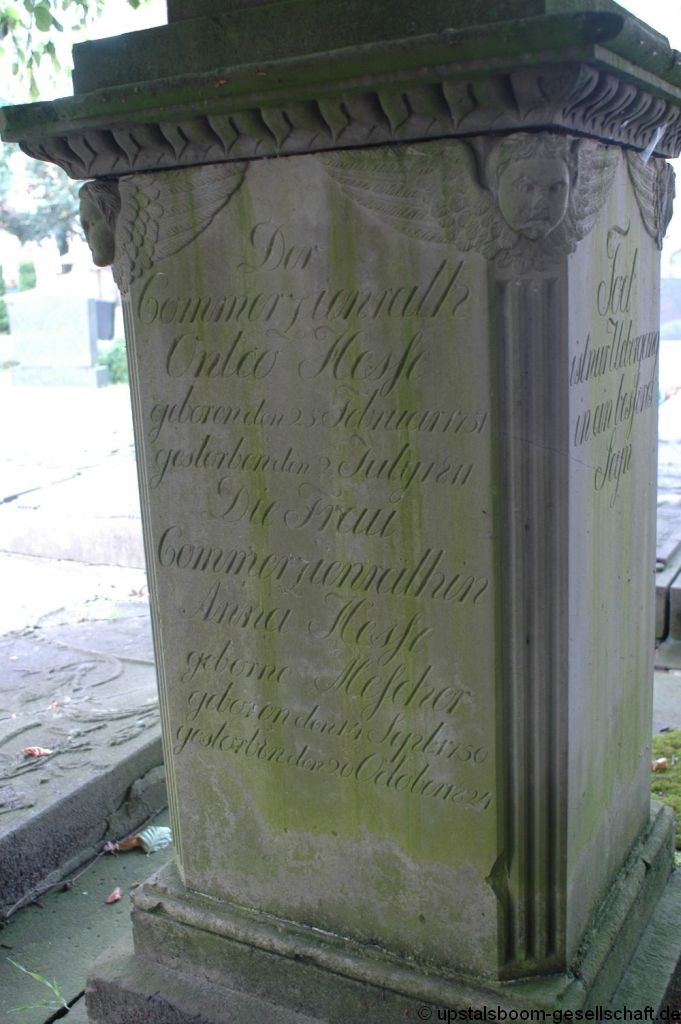 Der
Commerzienrath
Onteo Hesse
geboren den 25 Februar 1751
gestorben den 2 July 1811
Die Frau
Commerzienräthin
Anna Hesse
geborne Mescher
geboren den 14 Sept. 1750
gestorben den 20 October 1824
Tod
ist nur Uebergang
in ein bessres
Seyn
© upstalsboom-gesellschaft.de